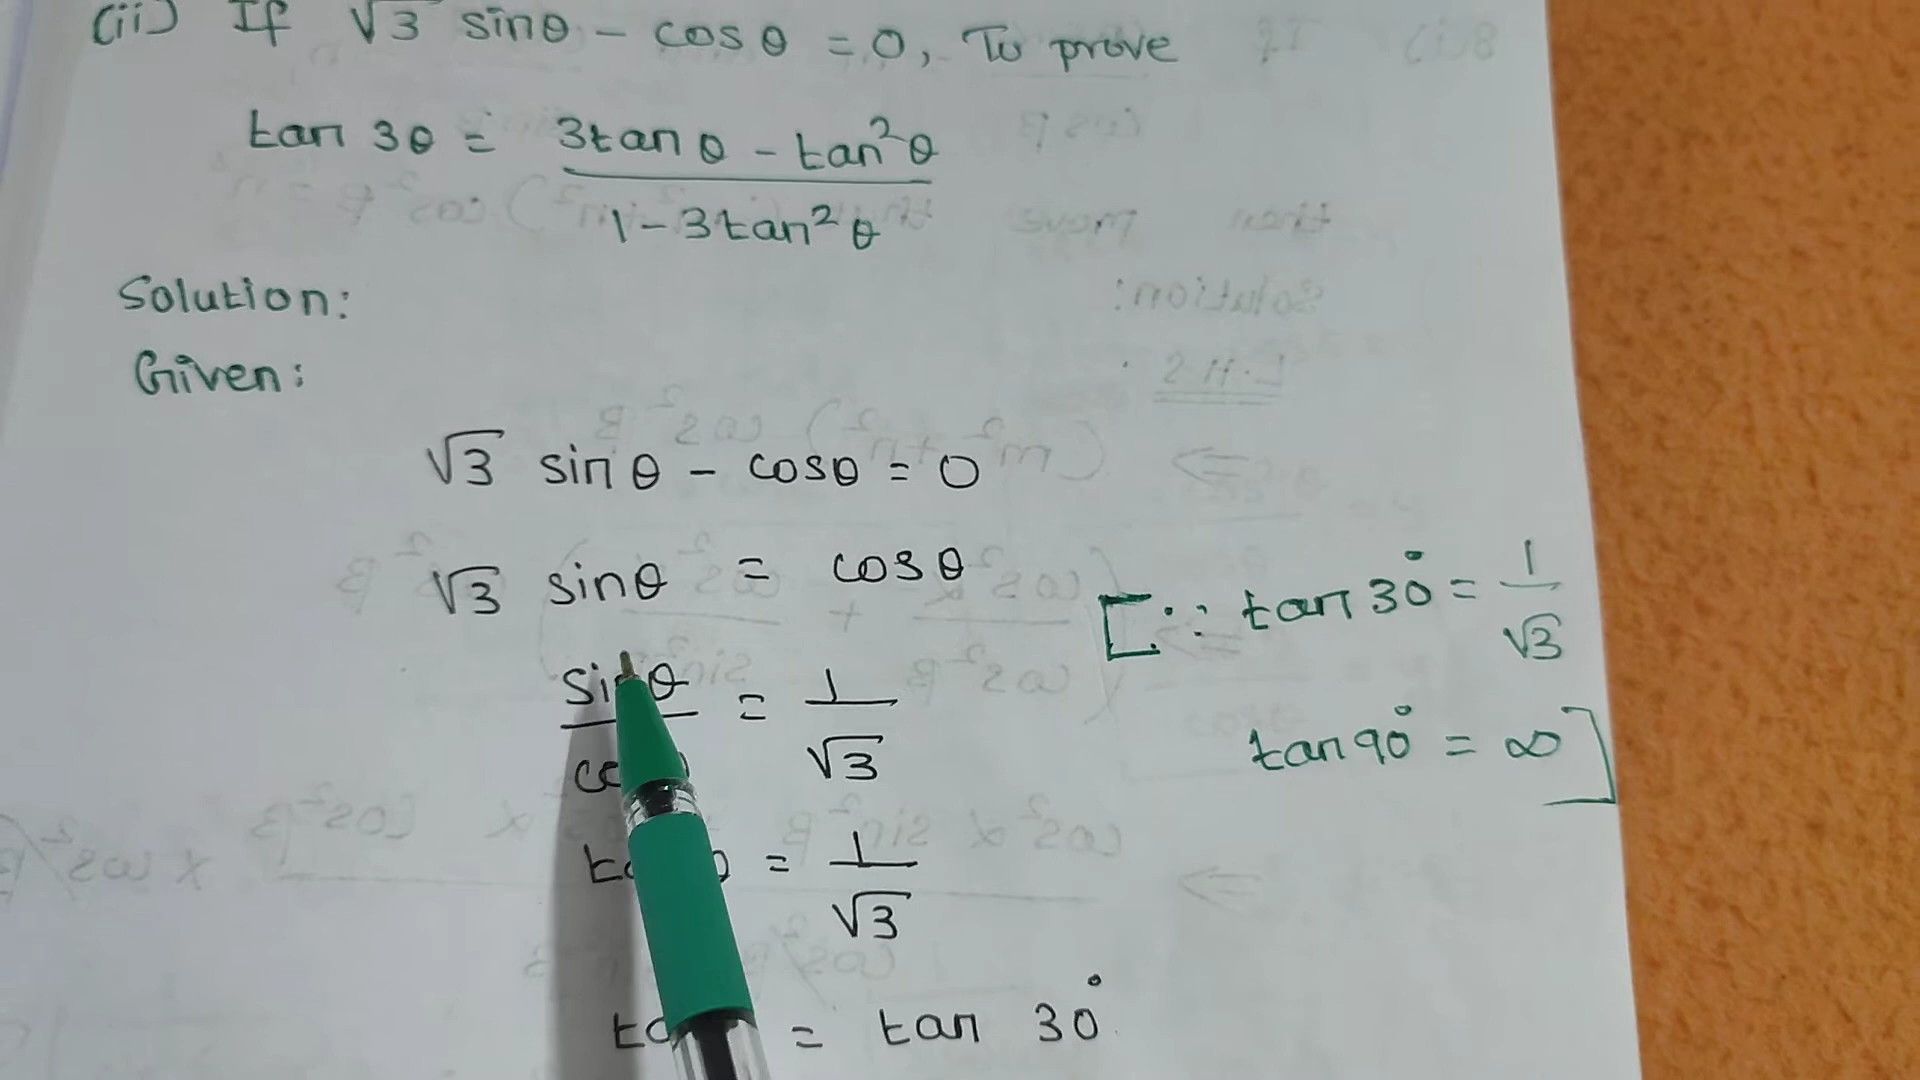 (ii) If √3 sinθ - cosθ = 0, To prove
tan 3θ = 3tanθ - tan²θ
1 - 3tan²θ
Solution:
Given:
√3 sinθ - cosθ = 0
√3 sinθ = cosθ
[∵ tan 30° = 1/√3
sinθ = 1/√3
tan 90° = ∞]
= 1/√3
= tan 30°